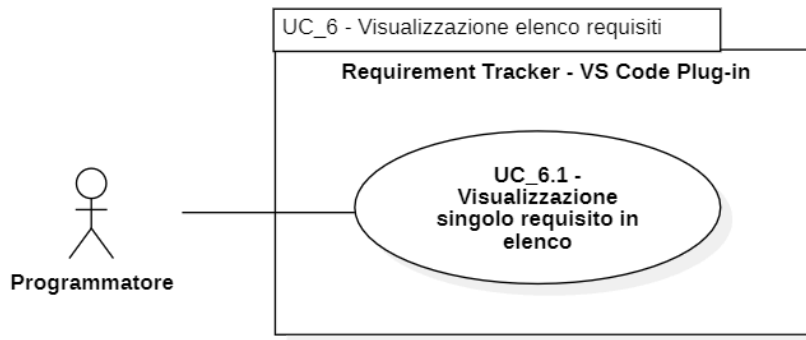 UC_6 - Visualizzazione elenco requisiti
Requirement Tracker - VS Code Plug-in
UC_6.1 -
Visualizzazione
singolo requisito in
elenco
Programmatore